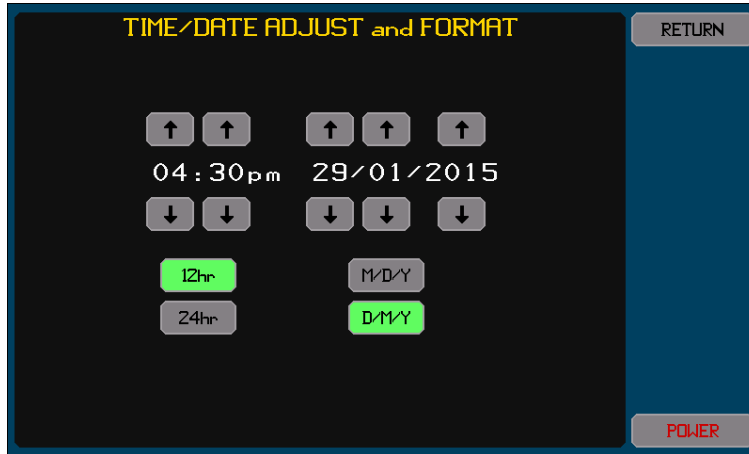 TIME/DATE ADJUST and FORMAT
RETURN
↑ ↑ ↑ ↑ ↑
04:30pm 29/01/2015
↓ ↓ ↓ ↓ ↓
12hr M/D/Y
24hr D/M/Y
POWER